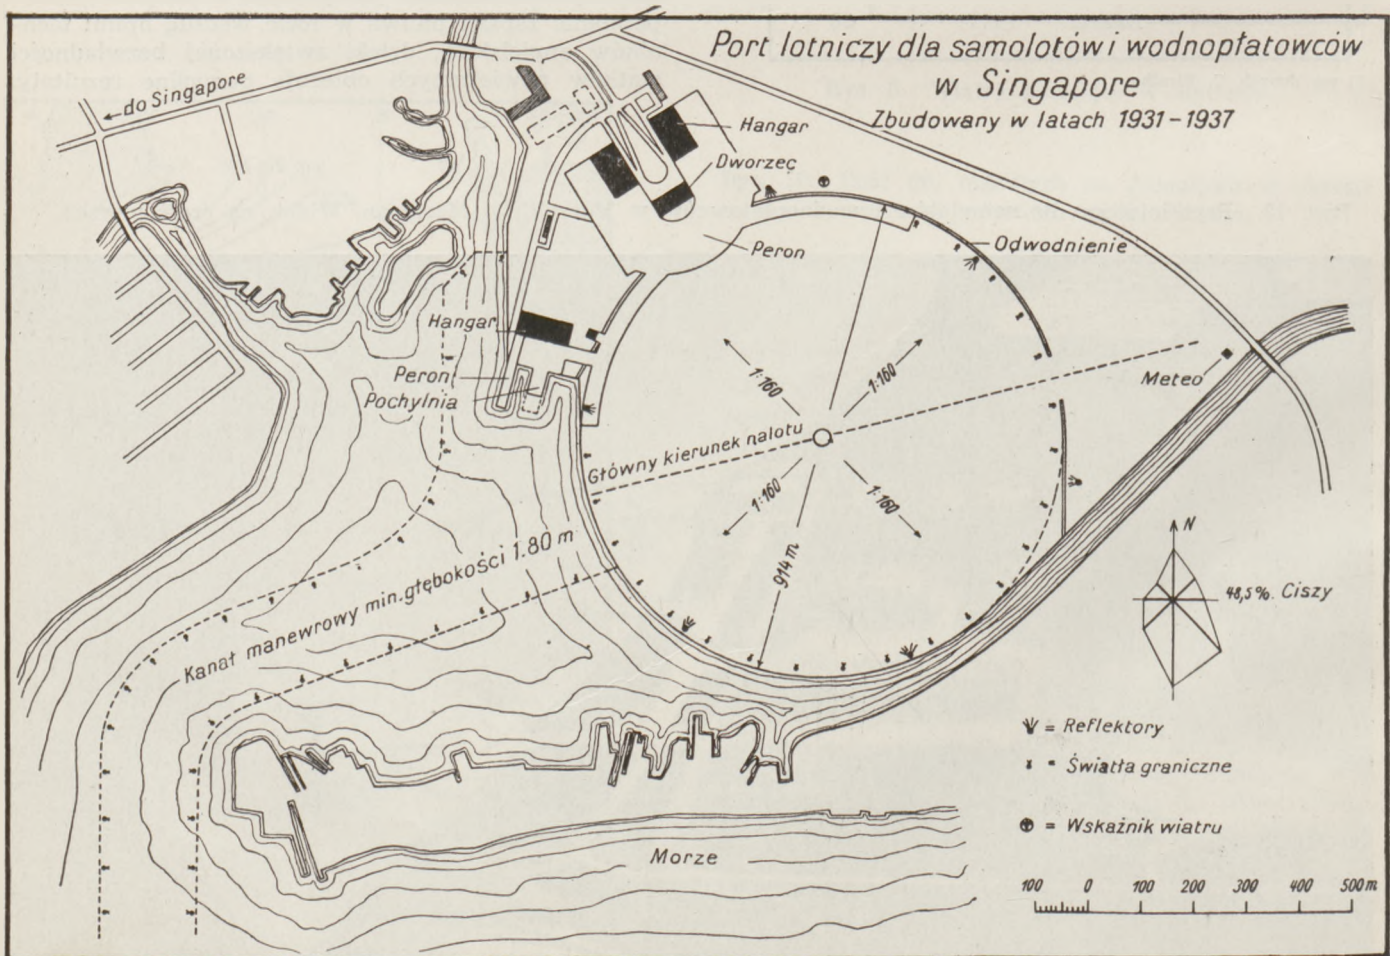 Port lotniczy dla samolotów i wodnopłatowców
w Singapore
Zbudowany w latach 1931-1937
do Singapore
Hangar
Dworzec
Peron
Odwodnienie
Hangar
Peron
Pochylnia
Meteo
1:160
1:160
Główny kierunek nalotu
1:160
1:160
914 m
Kanał manewrowy min. głębokości 1.80 m
N
48,5% Ciszy
= Reflektory
= Światła graniczne
= Wskaźnik wiatru
Morze
100 0 100 200 300 400 500 m